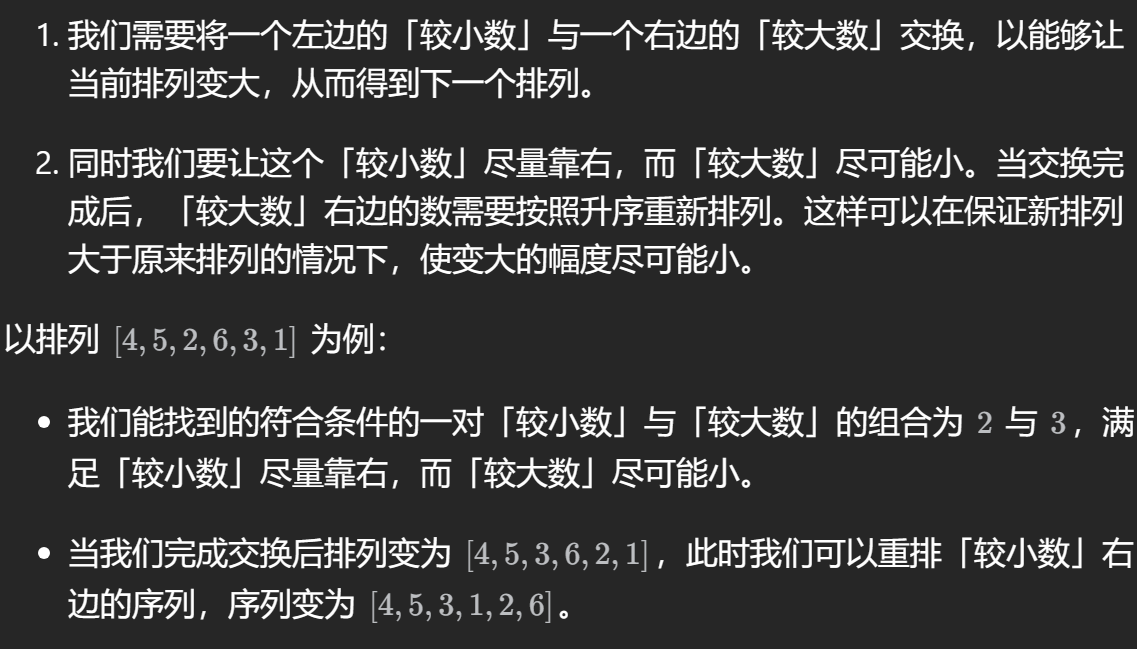 1. 我们需要将一个左边的「较小数」与一个右边的「较大数」交换，以能够让
当前排列变大，从而得到下一个排列。
2. 同时我们要让这个「较小数」尽量靠右，而「较大数」尽可能小。当交换完
成后，「较大数」右边的数需要按照升序重新排列。这样可以在保证新排列
大于原来排列的情况下，使变大的幅度尽可能小。
以排列 [4, 5, 2, 6, 3, 1] 为例：
• 我们能找到的符合条件的一对「较小数」与「较大数」的组合为 2 与 3，满
足「较小数」尽量靠右，而「较大数」尽可能小。
• 当我们完成交换后排列变为 [4, 5, 3, 6, 2, 1]，此时我们可以重排「较小数」右
边的序列，序列变为 [4, 5, 3, 1, 2, 6]。